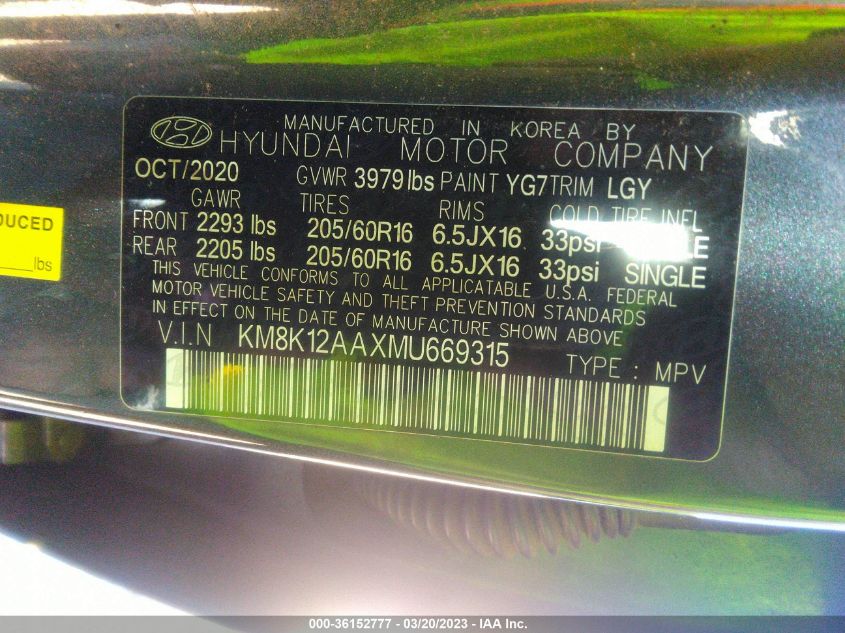 MANUFACTURED IN KOREA BY
HYUNDAI MOTOR COMPANY
OCT/2020 GVWR 3979 lbs PAINT YG7 TRIM LGY
GAWR TIRES RIMS COLD TIRE INFL
FRONT 2293 lbs 205/60R16 6.5JX16 33psi
REAR 2205 lbs 205/60R16 6.5JX16 33psi SINGLE
THIS VEHICLE CONFORMS TO ALL APPLICATABLE U.S.A. FEDERAL
MOTOR VEHICLE SAFETY AND THEFT PREVENTION STANDARDS
IN EFFECT ON THE DATE OF MANUFACTURE SHOWN ABOVE
V.I.N KM8K12AAXMU669315 TYPE : MPV
DUCED
lbs
000-36152777 - 03/20/2023 - IAA Inc.